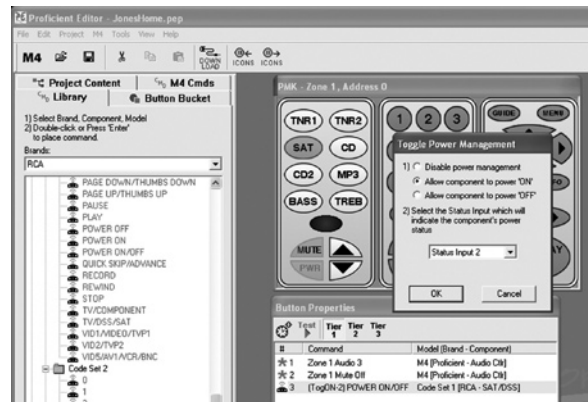 Proficient Editor - JonesHome.pep
File Edit Project M4 Tools View Help
M4 DOWN LOAD ICONS ICONS
Project Content M4 Cmds
Library Button Bucket
1) Select Brand, Component, Model
2) Double-click or Press 'Enter'
to place command.
Brands:
RCA
PAGE DOWN/THUMBS DOWN
PAGE UP/THUMBS UP
PAUSE
PLAY
POWER OFF
POWER ON
POWER ON/OFF
QUICK SKIP/ADVANCE
RECORD
REWIND
STOP
TV/COMPONENT
TV/DSS/SAT
VID1/VIDEO/TVP1
VID2/TVP2
VID5/AV1/VCR/BNC
Code Set 2
0
1
PMK - Zone 1, Address 0
TNR1 TNR2
SAT CD
CD2 MP3
BASS TREB
MUTE
PWR
1 2 3
GUIDE MENU
Toggle Power Management
1) Disable power management
Allow component to power 'ON'
Allow component to power 'OFF'
2) Select the Status Input which will
indicate the component's power
status
Status Input 2
OK Cancel
Button Properties
Test Tier 1 Tier 2 Tier 3
# Command Model (Brand - Component)
1 Zone 1 Audio 3 M4 [Proficient - Audio Ctlr]
2 Zone 1 Mute Off M4 [Proficient - Audio Ctlr]
3 (TogON-2) POWER ON/OFF Code Set 1 [RCA - SAT/DSS]